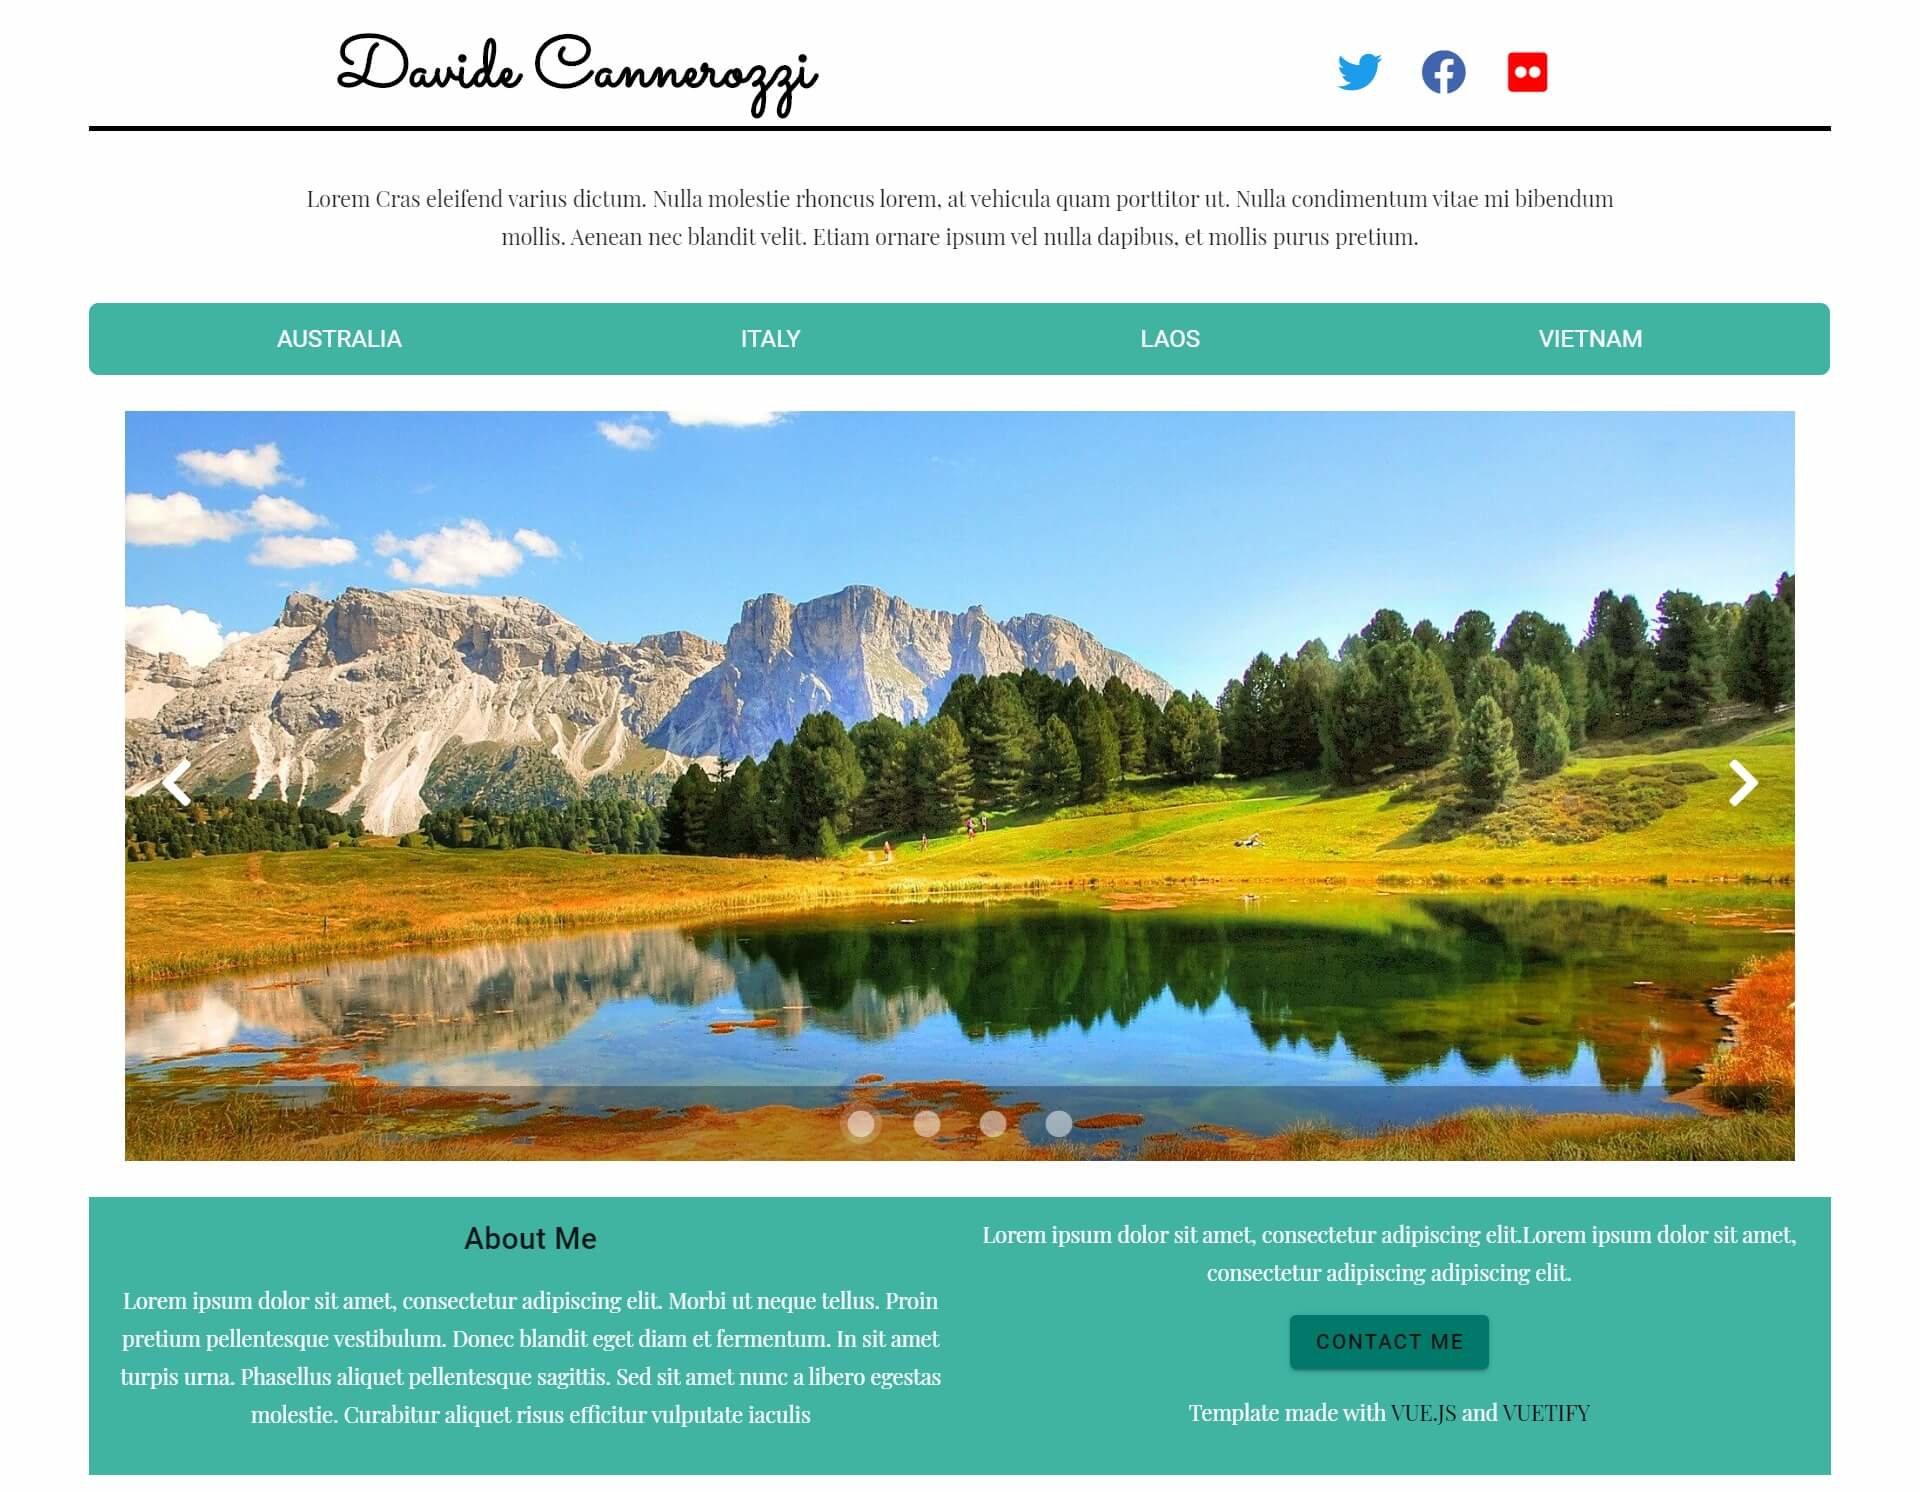 Davide Cannerozzi
Lorem Cras eleifend varius dictum. Nulla molestie rhoncus lorem, at vehicula quam porttitor ut. Nulla condimentum vitae mi bibendum
mollis. Aenean nec blandit velit. Etiam ornare ipsum vel nulla dapibus, et mollis purus pretium.
AUSTRALIA ITALY LAOS VIETNAM
About Me
Lorem ipsum dolor sit amet, consectetur adipiscing elit. Morbi ut neque tellus. Proin
pretium pellentesque vestibulum. Donec blandit eget diam et fermentum. In sit amet
turpis urna. Phasellus aliquet pellentesque sagittis. Sed sit amet nunc a libero egestas
molestie. Curabitur aliquet risus efficitur vulputate iaculis
Lorem ipsum dolor sit amet, consectetur adipiscing elit.Lorem ipsum dolor sit amet,
consectetur adipiscing adipiscing elit.
CONTACT ME
Template made with VUE.JS and VUETIFY